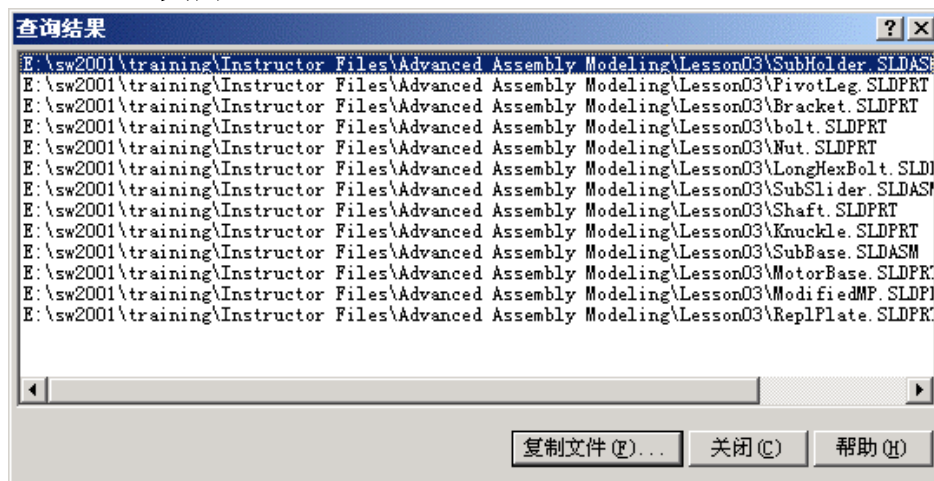 查询结果
E:\sw2001\training\Instructor Files\Advanced Assembly Modeling\Lesson03\SubHolder.SLDASM
E:\sw2001\training\Instructor Files\Advanced Assembly Modeling\Lesson03\PivotLeg.SLDPRT
E:\sw2001\training\Instructor Files\Advanced Assembly Modeling\Lesson03\Bracket.SLDPRT
E:\sw2001\training\Instructor Files\Advanced Assembly Modeling\Lesson03\bolt.SLDPRT
E:\sw2001\training\Instructor Files\Advanced Assembly Modeling\Lesson03\Nut.SLDPRT
E:\sw2001\training\Instructor Files\Advanced Assembly Modeling\Lesson03\LongHexBolt.SLD
E:\sw2001\training\Instructor Files\Advanced Assembly Modeling\Lesson03\SubSlider.SLDASM
E:\sw2001\training\Instructor Files\Advanced Assembly Modeling\Lesson03\Shaft.SLDPRT
E:\sw2001\training\Instructor Files\Advanced Assembly Modeling\Lesson03\Knuckle.SLDPRT
E:\sw2001\training\Instructor Files\Advanced Assembly Modeling\Lesson03\SubBase.SLDASM
E:\sw2001\training\Instructor Files\Advanced Assembly Modeling\Lesson03\MotorBase.SLDPRT
E:\sw2001\training\Instructor Files\Advanced Assembly Modeling\Lesson03\ModifiedMP.SLDP
E:\sw2001\training\Instructor Files\Advanced Assembly Modeling\Lesson03\ReplPlate.SLDPRT
复制文件(F)... 关闭(C) 帮助(H)